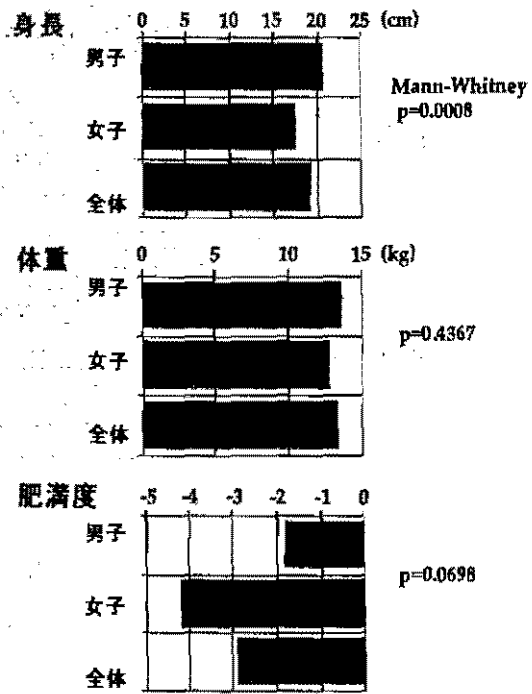 身長 0 5 10 15 20 25 (cm)
男子
女子
全体
Mann-Whitney
p=0.0008
体重 0 5 10 15 (kg)
男子
女子
全体
p=0.4367
肥満度 -5 -4 -3 -2 -1 0
男子
女子
全体
p=0.0698